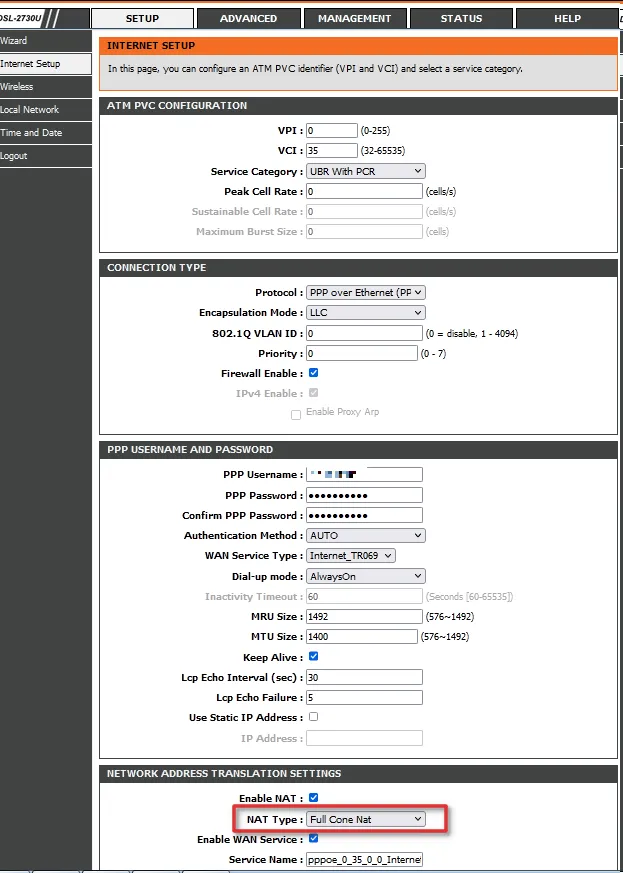 DSL-2730U
SETUP
ADVANCED
MANAGEMENT
STATUS
HELP
Wizard
Internet Setup
Wireless
Local Network
Time and Date
Logout
INTERNET SETUP
In this page, you can configure an ATM PVC identifier (VPI and VCI) and select a service category.
ATM PVC CONFIGURATION
VPI : 0 (0-255)
VCI : 35 (32-65535)
Service Category : UBR With PCR
Peak Cell Rate : 0 (cells/s)
Sustainable Cell Rate : 0 (cells/s)
Maximum Burst Size : 0 (cells)
CONNECTION TYPE
Protocol : PPP over Ethernet (PP
Encapsulation Mode : LLC
802.1Q VLAN ID : 0 (0 = disable, 1 - 4094)
Priority : 0 (0 - 7)
Firewall Enable :
IPv4 Enable :
Enable Proxy Arp
PPP USERNAME AND PASSWORD
PPP Username :
PPP Password : ●●●●●●●●●●
Confirm PPP Password : ●●●●●●●●●●
Authentication Method : AUTO
WAN Service Type : Internet_TR069
Dial-up mode : AlwaysOn
Inactivity Timeout : 60 (Seconds [60-65535])
MRU Size : 1492 (576~1492)
MTU Size : 1400 (576~1492)
Keep Alive :
Lcp Echo Interval (sec) : 30
Lcp Echo Failure : 5
Use Static IP Address :
IP Address :
NETWORK ADDRESS TRANSLATION SETTINGS
Enable NAT :
NAT Type : Full Cone Nat
Enable WAN Service :
Service Name : pppoe_0_35_0_0_Internet